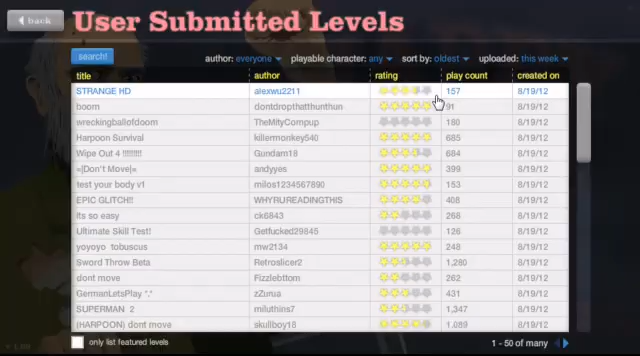 back
User Submitted Levels
search! author: everyone playable character: any sort by: oldest uploaded: this week
title author rating play count created on
STRANGE HD alexwu2211 157 8/19/12
boom dontdropthatthunthun 91 8/19/12
wreckingballofdoom TheMityCompup 180 8/19/12
Harpoon Survival killermonkey540 685 8/19/12
Wipe Out 4 !!!!!!!!! Gundam18 684 8/19/12
=|Don't Move|= andyyes 399 8/19/12
test your body v1 milos1234567890 153 8/19/12
EPIC GLITCH!! WHYRUREADINGTHIS 408 8/19/12
its so easy ck6843 268 8/19/12
Ultimate Skill Test!! Getfucked29845 126 8/19/12
yoyoyo tobuscus mw2134 248 8/19/12
Sword Throw Beta Retroslicer2 1,280 8/19/12
dont move Fizzlebttom 262 8/19/12
GermanLetsPlay *.* zZurua 431 8/19/12
SUPERMAN 2 miluthins7 1,347 8/19/12
(HARPOON) dont move skullboy18 1,089 8/19/12
only list featured levels 1 - 50 of many